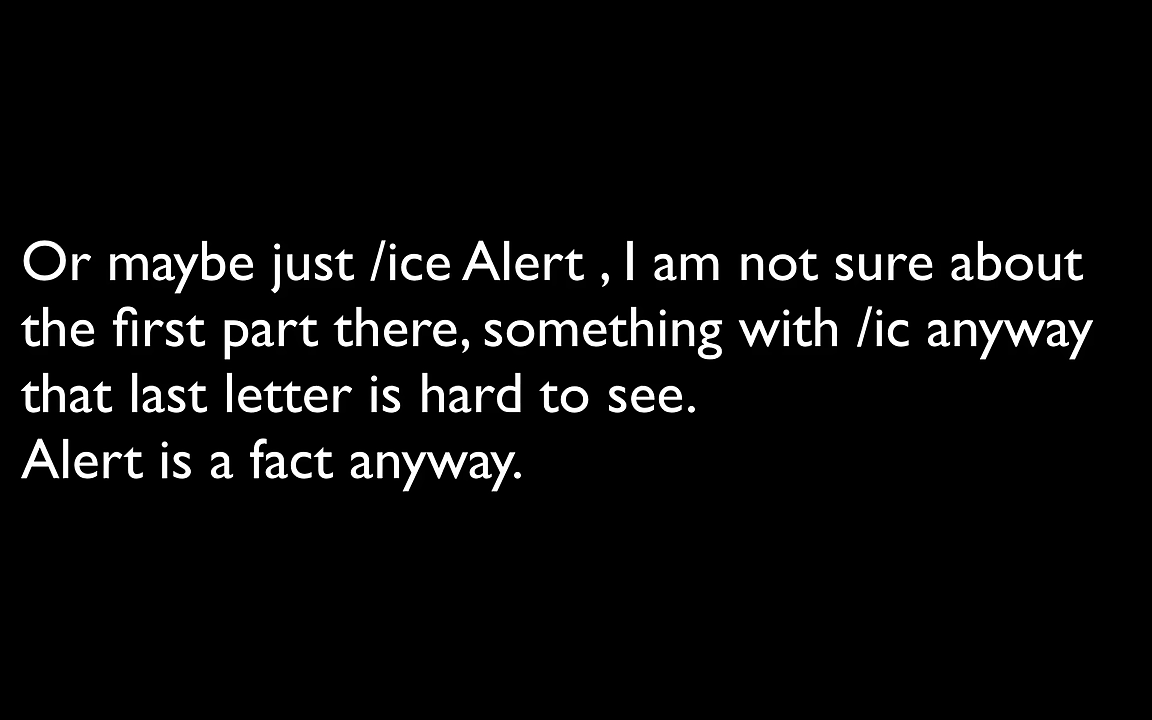 Or maybe just /ice Alert , I am not sure about
the first part there, something with /ic anyway
that last letter is hard to see.
Alert is a fact anyway.